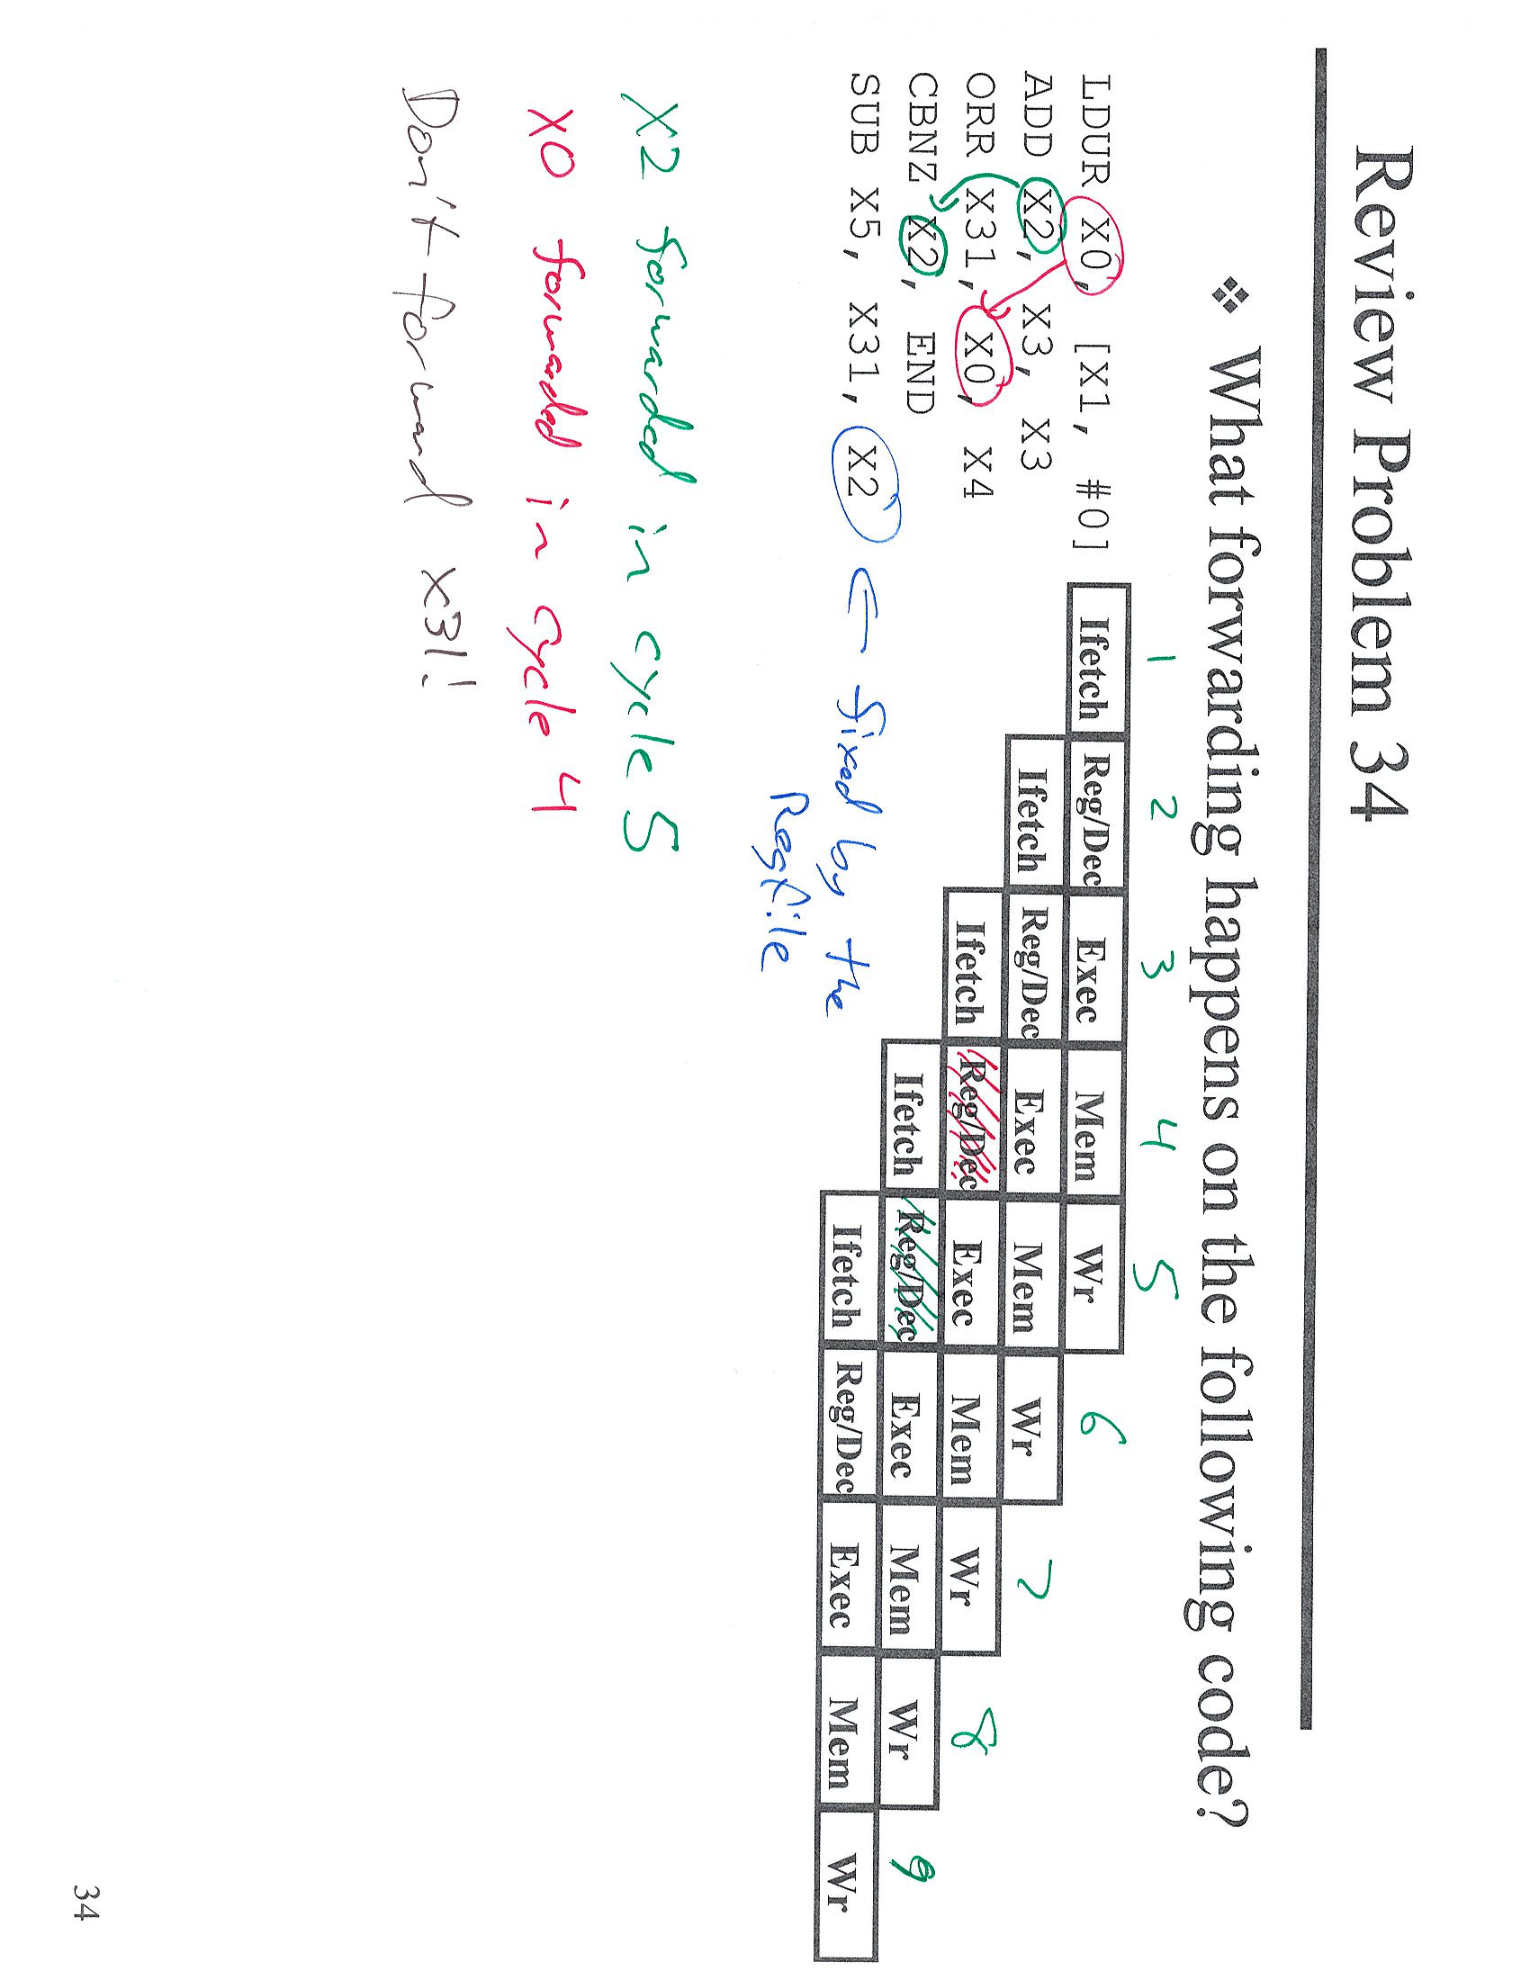 Review Problem 34
❖ What forwarding happens on the following code?
1 2 3 4 5 6 7 8 9
LDUR X0, [X1, #0] Ifetch Reg/Dec Exec Mem Wr
ADD X2, X3, X3 Ifetch Reg/Dec Exec Mem Wr
ORR X31, X0, X4 Ifetch Reg/Dec Exec Mem Wr
CBNZ X2, END Ifetch Reg/Dec Exec Mem Wr
SUB X5, X31, X2 Ifetch Reg/Dec Exec Mem Wr
← fixed by the
Regfile
X2 forwarded in cycle 5
X0 forwarded in cycle 4
Don't forward X31!
34